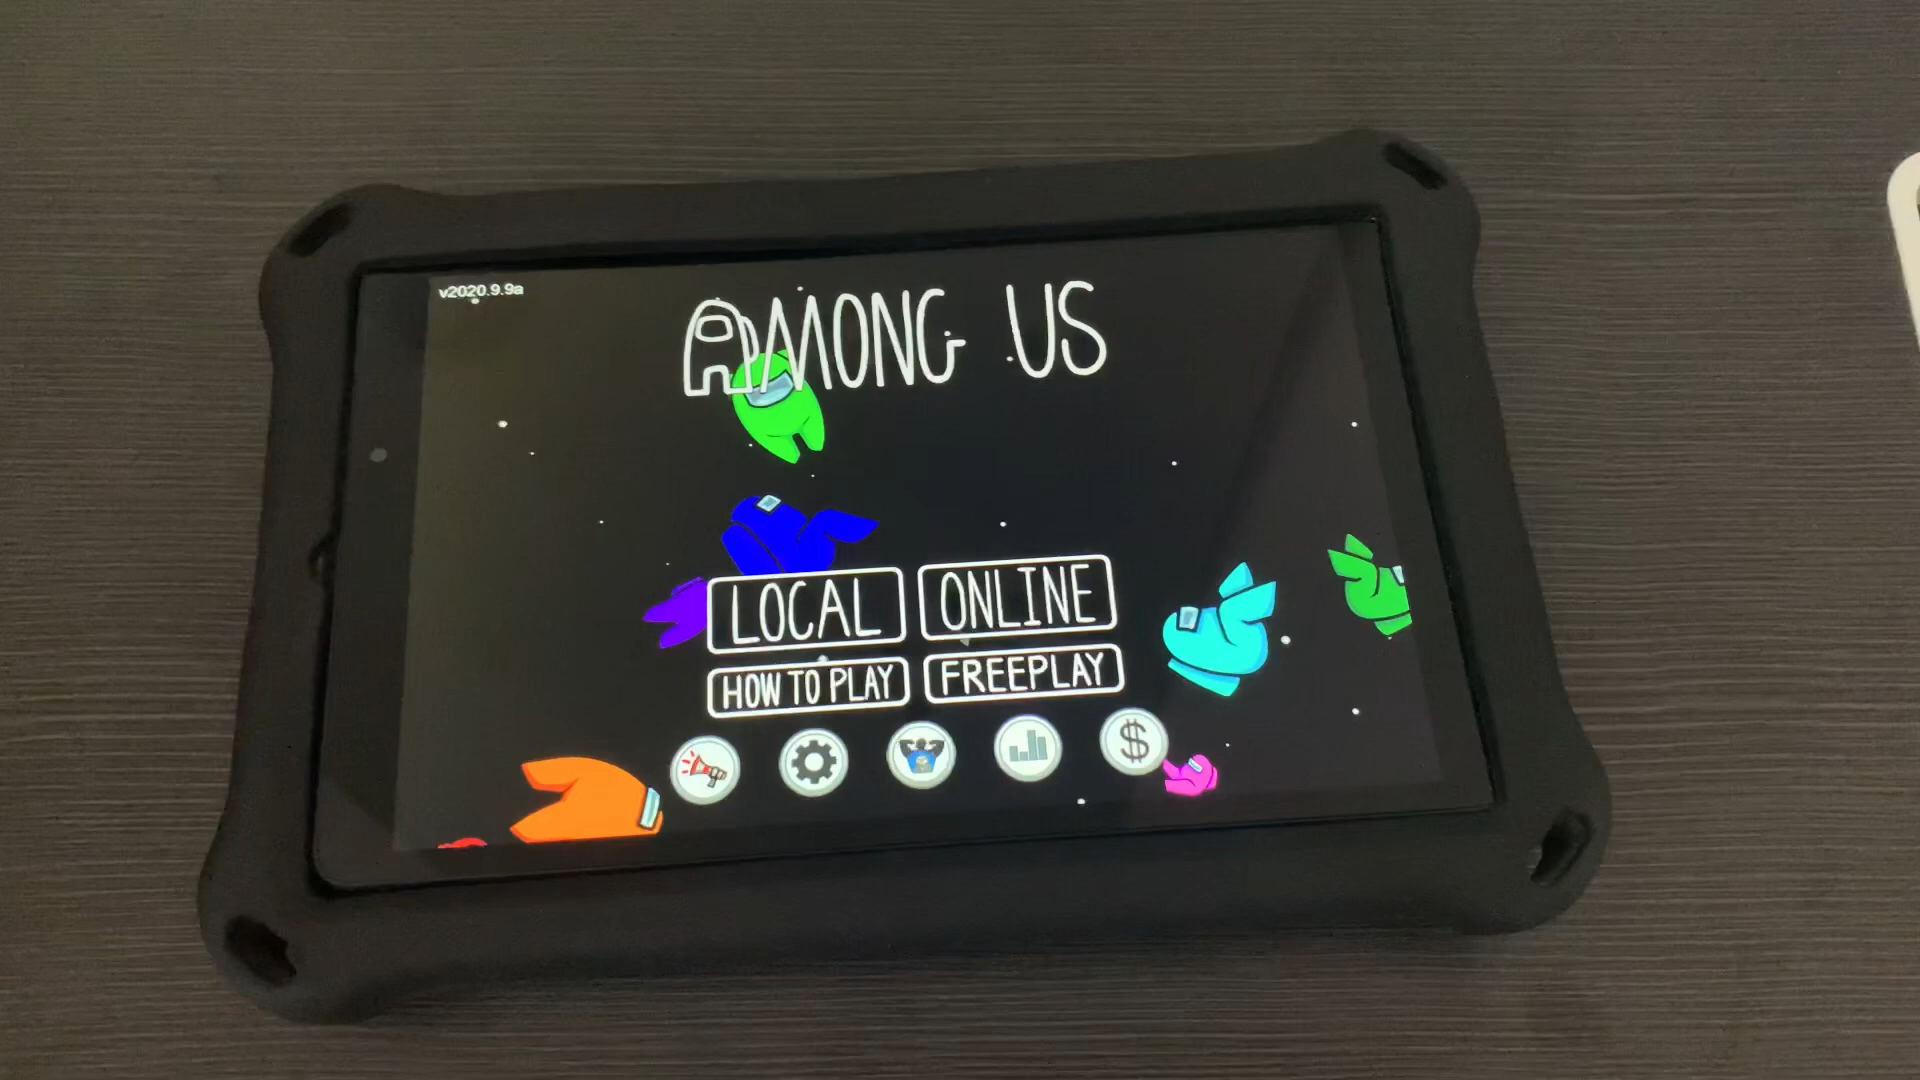 v2020.9.9a
AMONG US
LOCAL
ONLINE
HOW TO PLAY
FREEPLAY
$